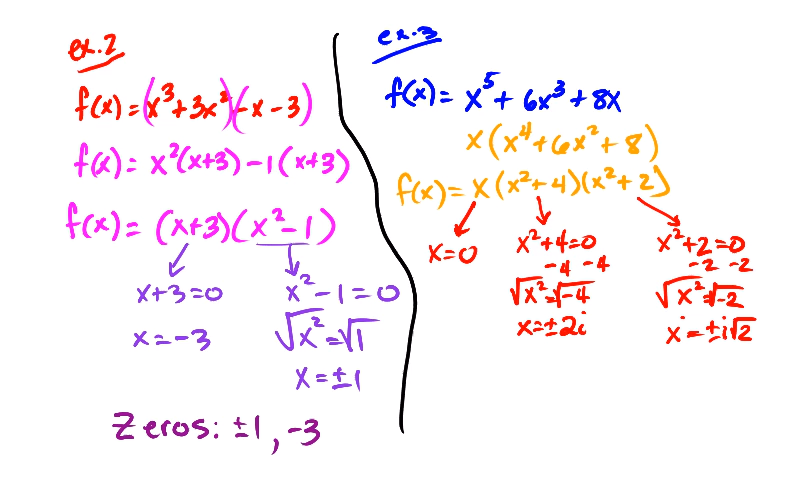 ex.2
f(x)=(x³+3x²)(-x-3)
f(x)= x²(x+3)-1(x+3)
f(x)= (x+3)(x²-1)
x+3=0
x=-3
x²-1=0
√x²=√1
x=±1
Zeros: ±1, -3
ex.3
f(x)= x⁵+6x³+8x
x(x⁴+6x²+8)
f(x)= x(x²+4)(x²+2)
x=0
x²+4=0
-4 -4
√x²=√-4
x=±2i
x²+2=0
-2 -2
√x²=√-2
x=±i√2